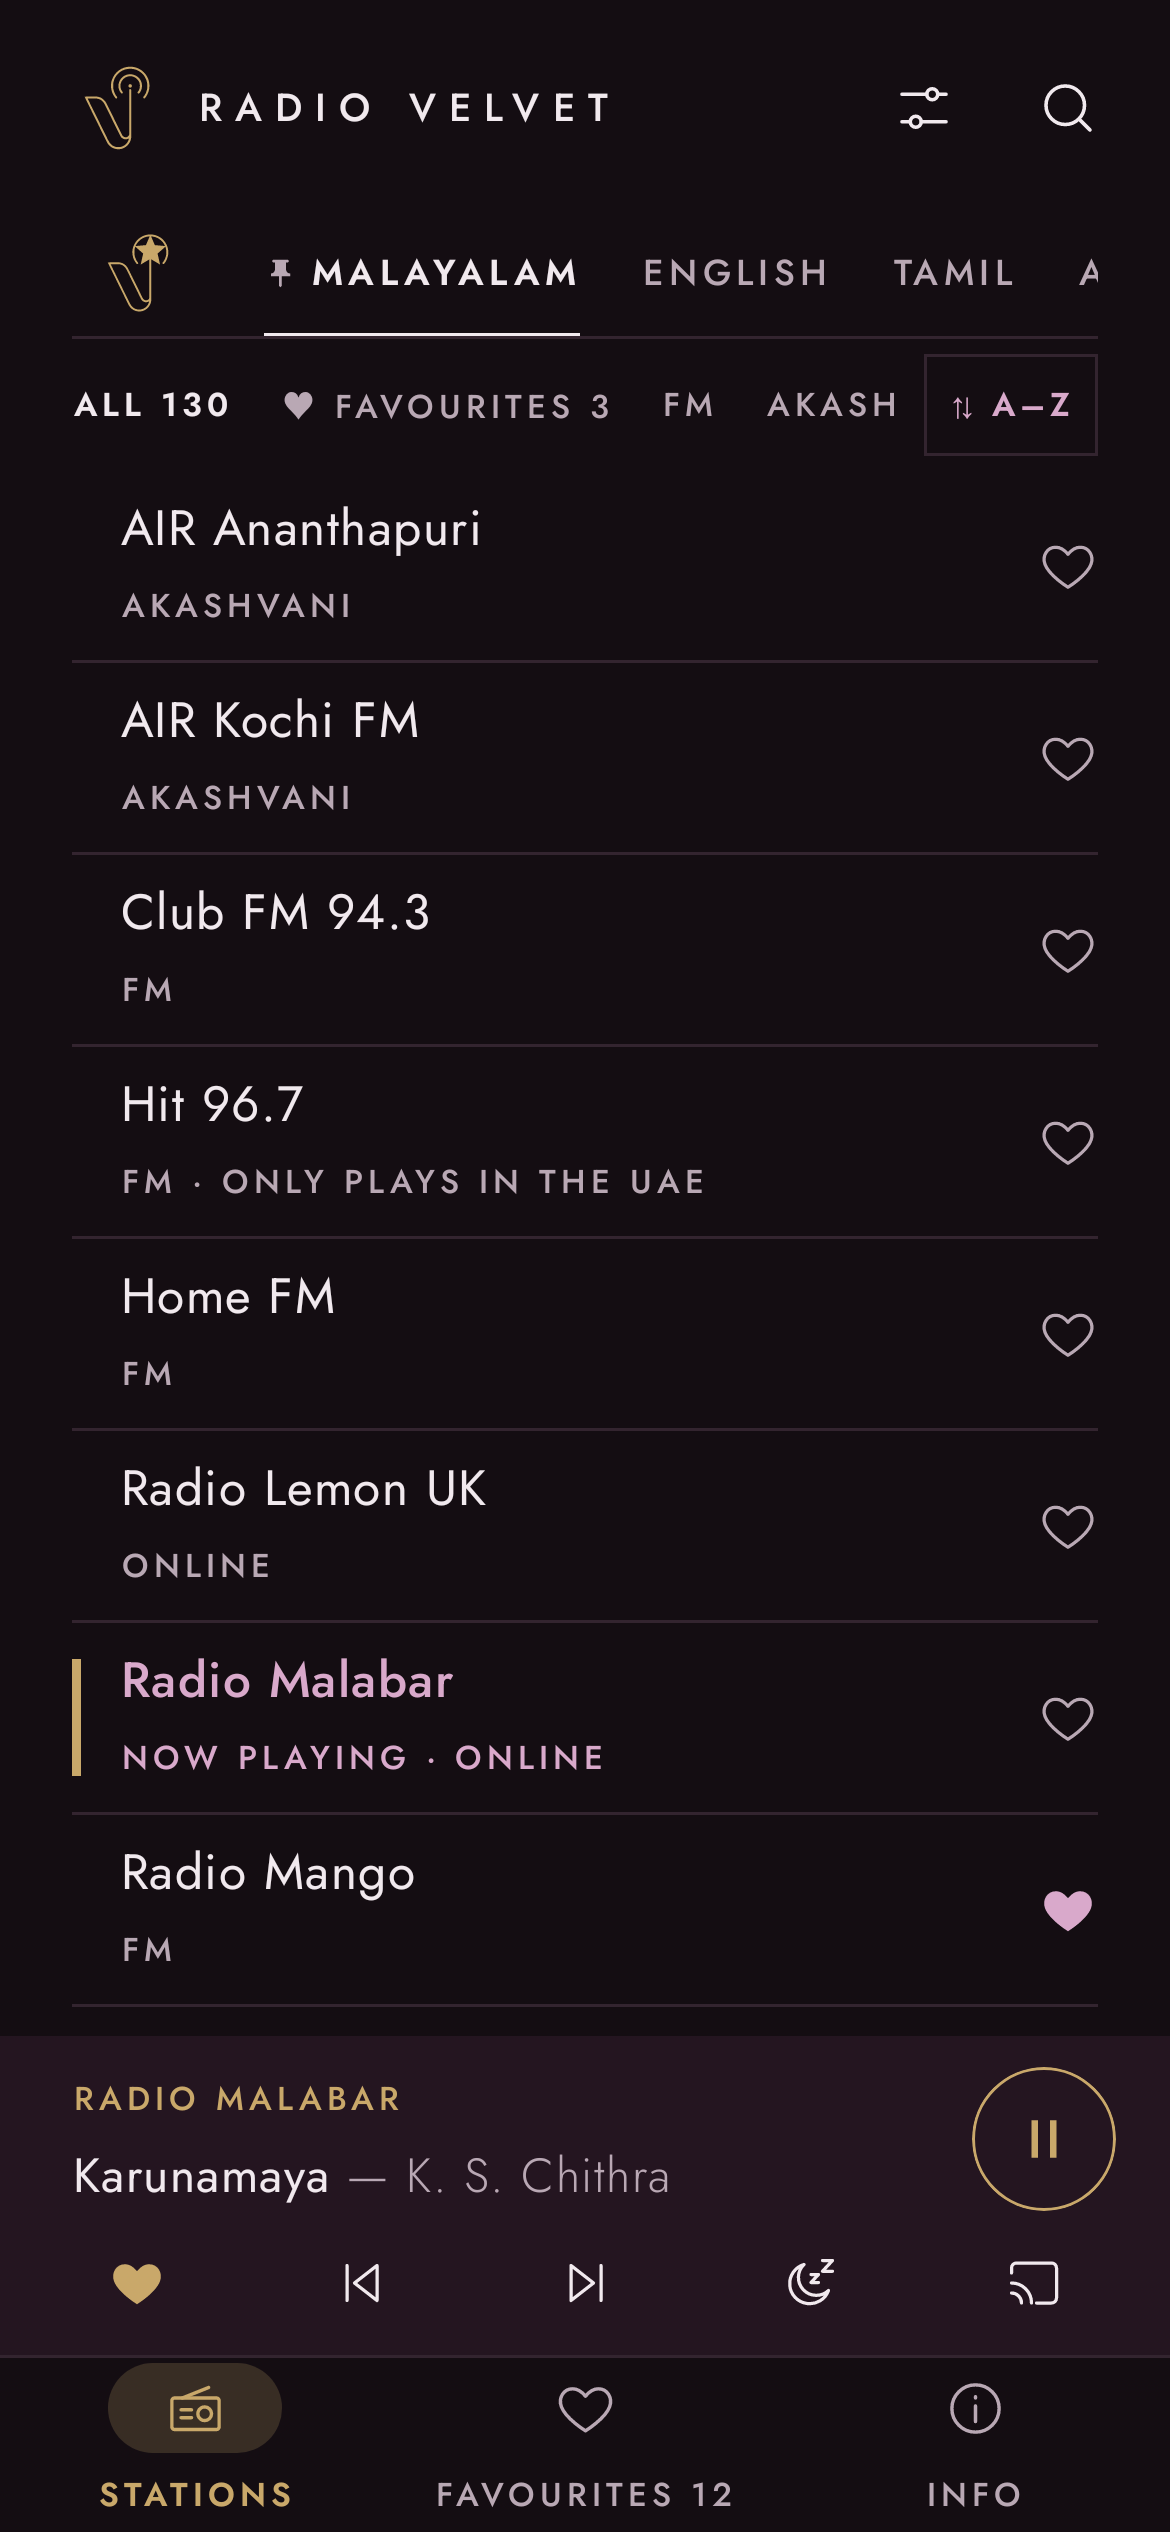 RADIO VELVET
MALAYALAM ENGLISH TAMIL A
ALL 130 FAVOURITES 3 FM AKASH A–Z
AIR Ananthapuri
AKASHVANI
AIR Kochi FM
AKASHVANI
Club FM 94.3
FM
Hit 96.7
FM · ONLY PLAYS IN THE UAE
Home FM
FM
Radio Lemon UK
ONLINE
Radio Malabar
NOW PLAYING · ONLINE
Radio Mango
FM
RADIO MALABAR
Karunamaya — K. S. Chithra
STATIONS FAVOURITES 12 INFO